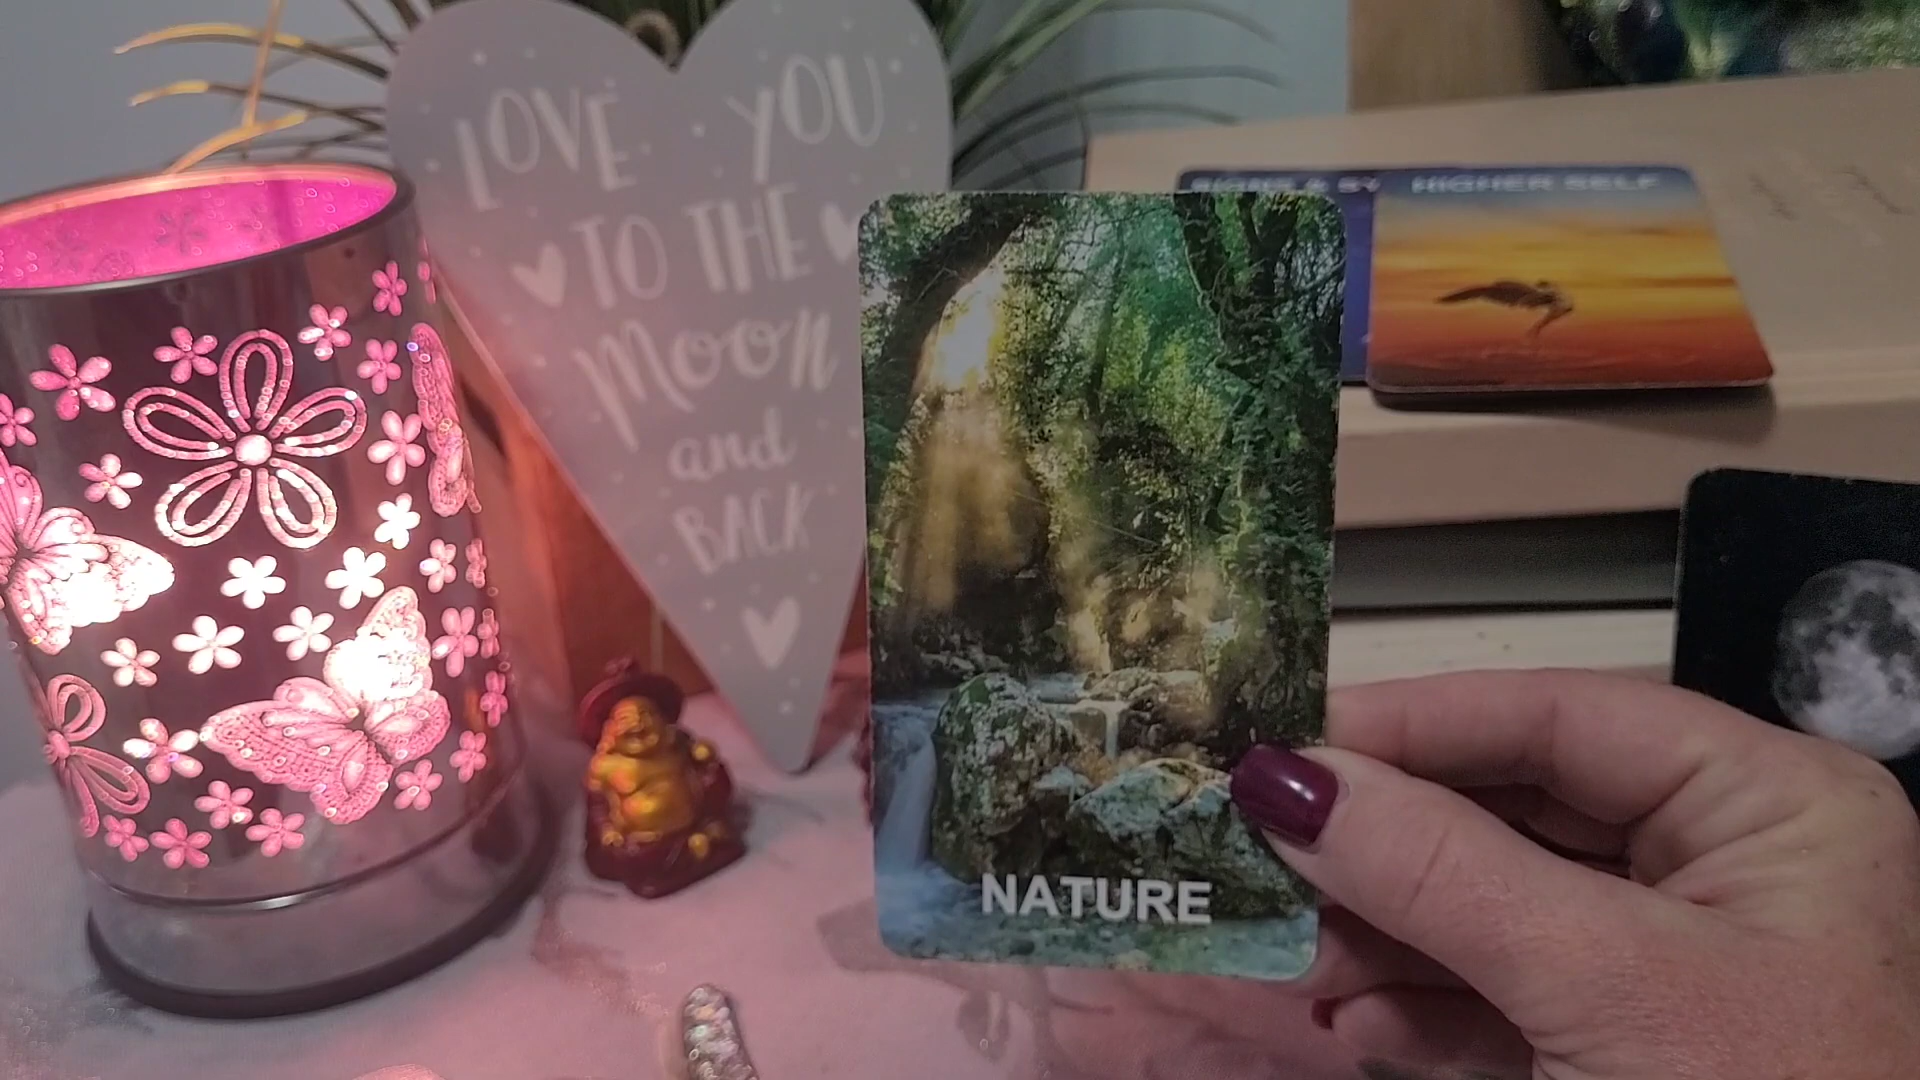 LOVE YOU
TO THE
Moon
and
BACK
HIGHER SELF
NATURE